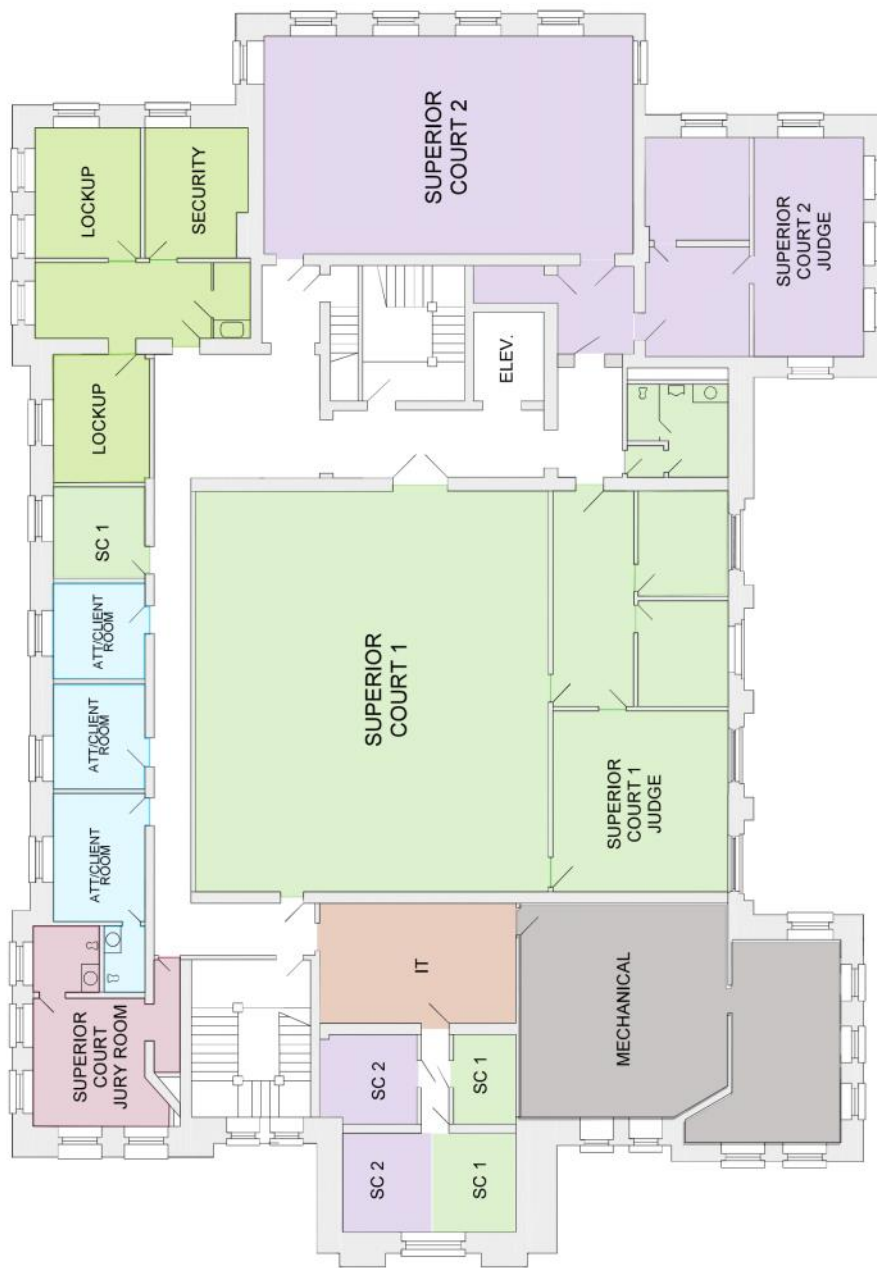 SUPERIOR
COURT 2
LOCKUP
SECURITY
SUPERIOR
COURT 2
JUDGE
ELEV.
LOCKUP
SC 1
ATT/CLIENT
ROOM
ATT/CLIENT
ROOM
ATT/CLIENT
ROOM
SUPERIOR
COURT 1
SUPERIOR
COURT 1
JUDGE
SUPERIOR
COURT
JURY ROOM
IT
MECHANICAL
SC 2
SC 1
SC 2
SC 1